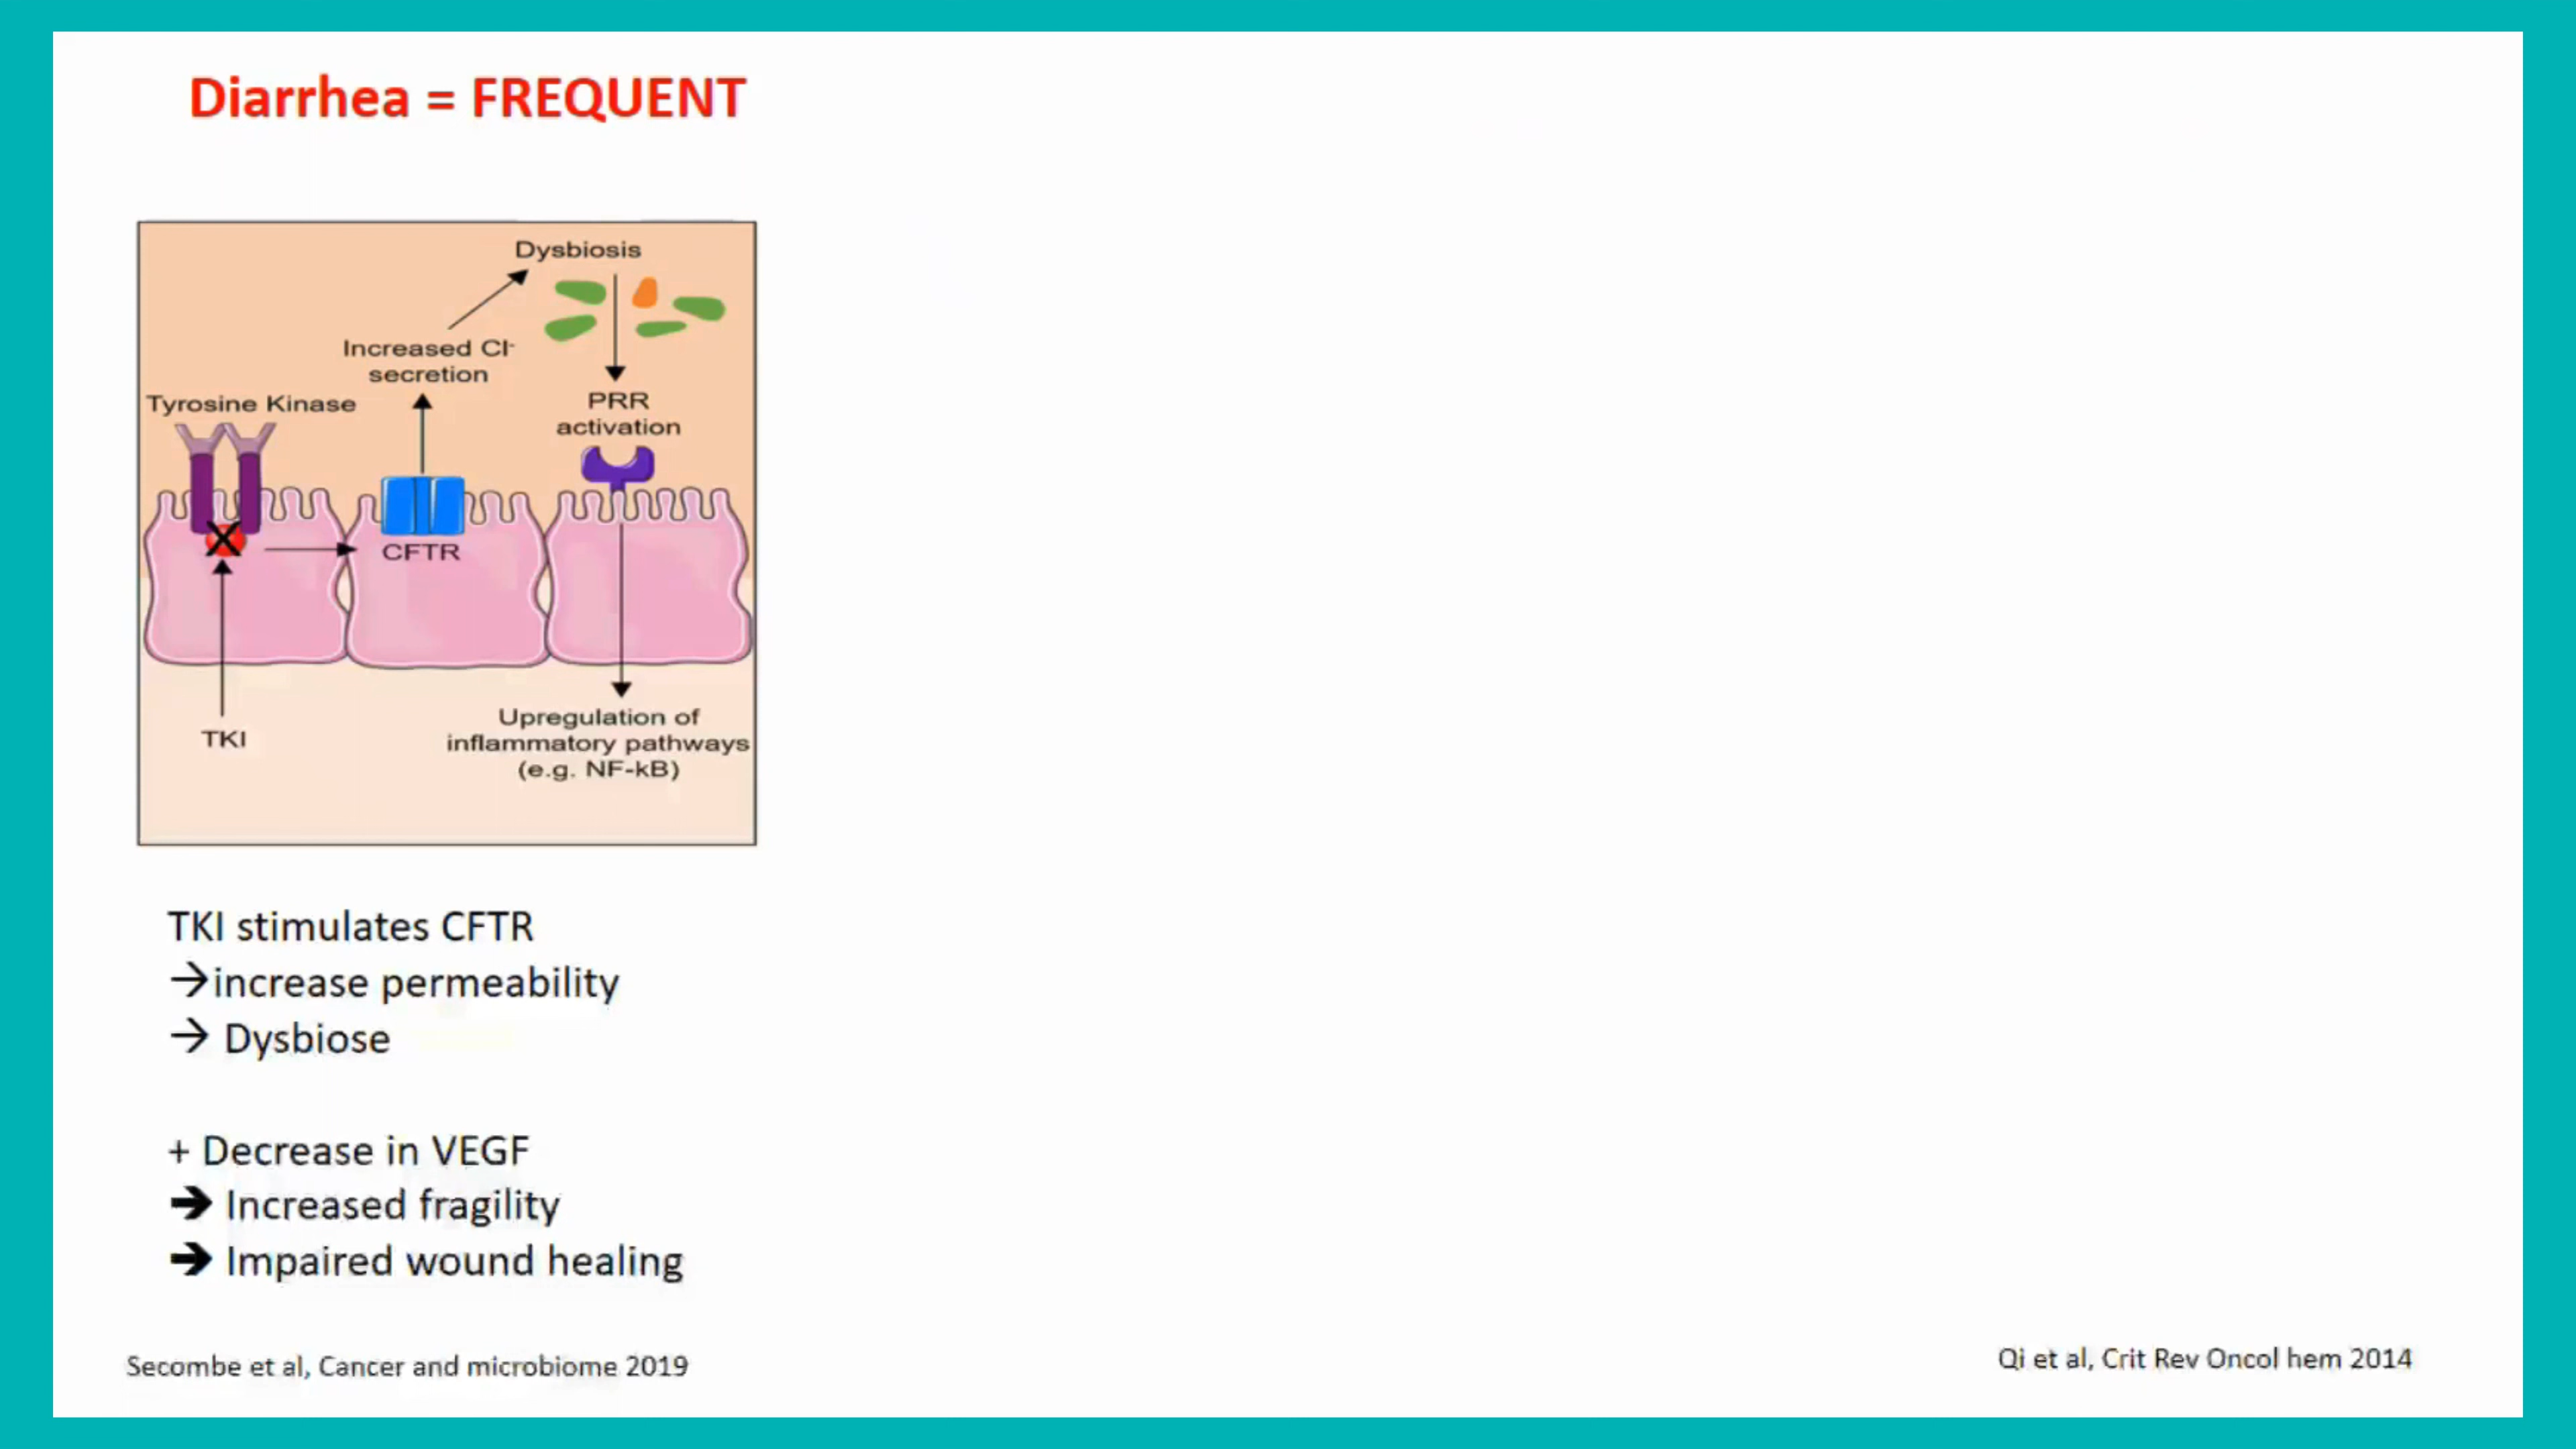 Diarrhea = FREQUENT
Dysbiosis
Increased Cl-
secretion
Tyrosine Kinase
PRR
activation
CFTR
TKI
Upregulation of
inflammatory pathways
(e.g. NF-kB)
TKI stimulates CFTR
→increase permeability
→ Dysbiose
+ Decrease in VEGF
➔ Increased fragility
➔ Impaired wound healing
Secombe et al, Cancer and microbiome 2019
Qi et al, Crit Rev Oncol hem 2014